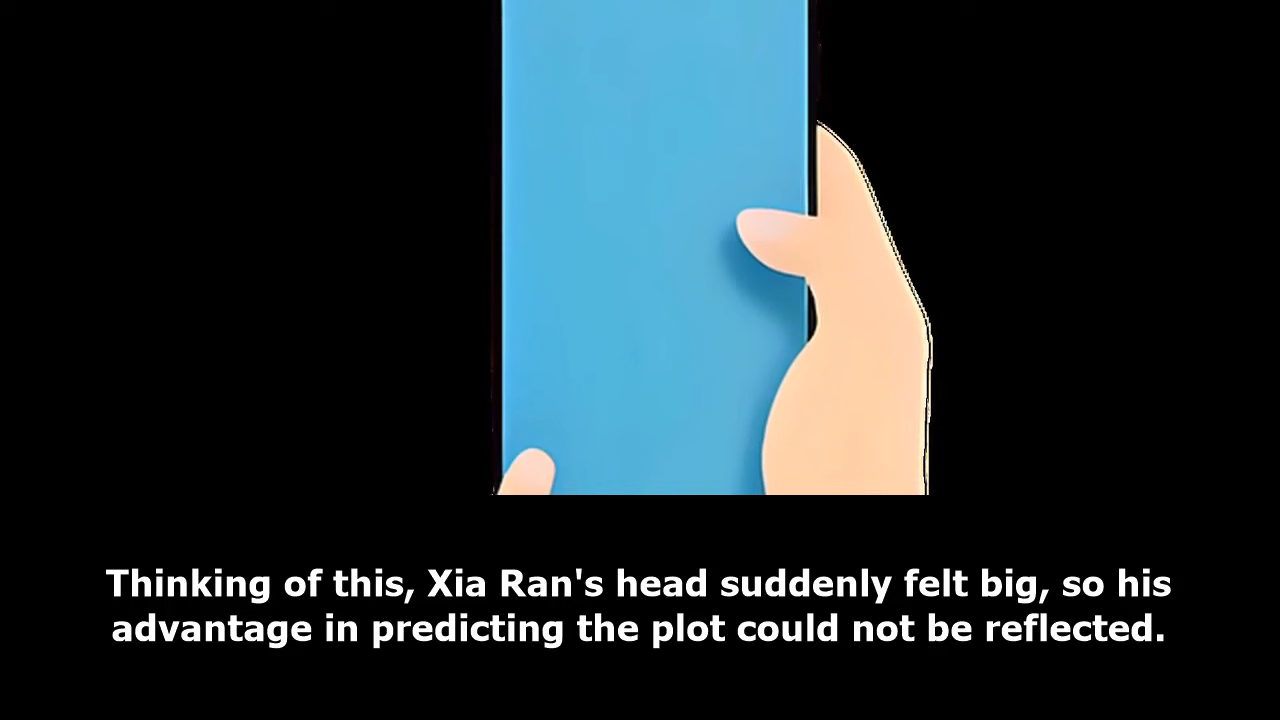 Thinking of this, Xia Ran's head suddenly felt big, so his
advantage in predicting the plot could not be reflected.